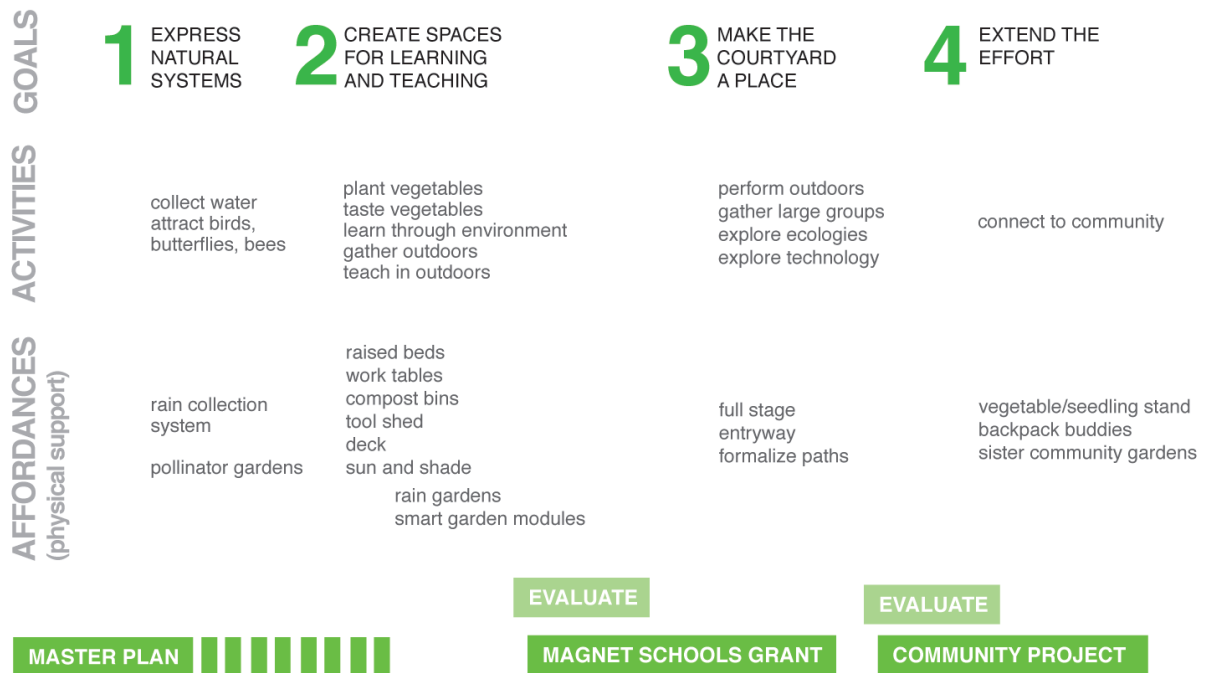 GOALS
1 EXPRESS
NATURAL
SYSTEMS
2 CREATE SPACES
FOR LEARNING
AND TEACHING
3 MAKE THE
COURTYARD
A PLACE
4 EXTEND THE
EFFORT
ACTIVITIES
collect water
attract birds,
butterflies, bees
plant vegetables
taste vegetables
learn through environment
gather outdoors
teach in outdoors
perform outdoors
gather large groups
explore ecologies
explore technology
connect to community
AFFORDANCES
(physical support)
rain collection
system
pollinator gardens
raised beds
work tables
compost bins
tool shed
deck
sun and shade
rain gardens
smart garden modules
full stage
entryway
formalize paths
vegetable/seedling stand
backpack buddies
sister community gardens
EVALUATE
EVALUATE
MASTER PLAN
MAGNET SCHOOLS GRANT
COMMUNITY PROJECT